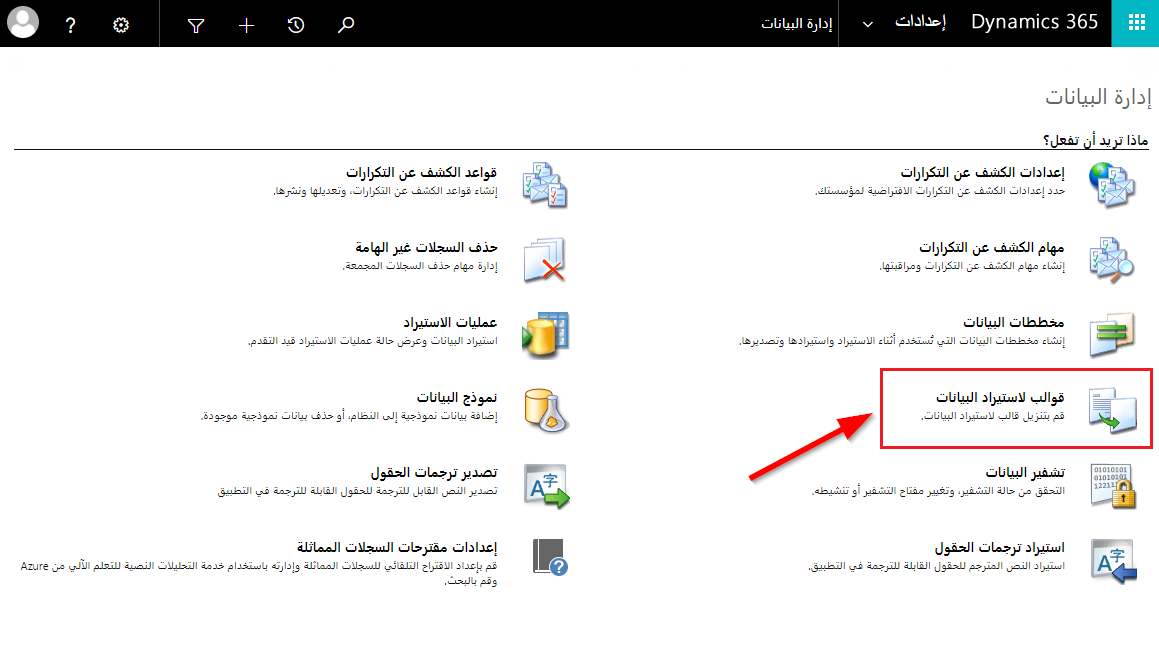 Dynamics 365
إعدادات
إدارة البيانات
?
إدارة البيانات
ماذا تريد أن تفعل؟
إعدادات الكشف عن التكرارات
حدد إعدادات الكشف عن التكرارات الافتراضية لمؤسستك.
قواعد الكشف عن التكرارات
إنشاء قواعد الكشف عن التكرارات، وتعديلها ونشرها.
مهام الكشف عن التكرارات
إنشاء مهام الكشف عن التكرارات ومراقبتها.
حذف السجلات غير الهامة
إدارة مهام حذف السجلات المجمعة.
مخططات البيانات
إنشاء مخططات البيانات التي تُستخدم أثناء الاستيراد واستيرادها وتصديرها.
عمليات الاستيراد
استيراد البيانات وعرض حالة عمليات الاستيراد قيد التقدم.
قوالب لاستيراد البيانات
قم بتنزيل قالب لاستيراد البيانات.
نموذج البيانات
إضافة بيانات نموذجية إلى النظام، أو حذف بيانات نموذجية موجودة.
تشفير البيانات
التحقق من حالة التشفير، وتغيير مفتاح التشفير أو تنشيطه.
تصدير ترجمات الحقول
تصدير النص القابل للترجمة للحقول القابلة للترجمة في التطبيق
استيراد ترجمات الحقول
استيراد النص المترجم للحقول القابلة للترجمة في التطبيق.
إعدادات مقترحات السجلات المماثلة
قم بإعداد الاقتراح التلقائي للسجلات المماثلة وإدارته باستخدام خدمة التحليلات النصية للتعلم الآلي من Azure
وقم بالبحث.